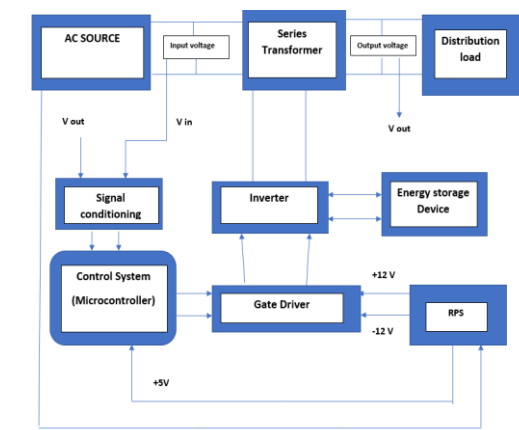 AC SOURCE
Input voltage
Series
Transformer
Output voltage
Distribution
load
V out
V in
V out
Signal
conditioning
Inverter
Energy storage
Device
Control System
(Microcontroller)
Gate Driver
+12 V
-12 V
RPS
+5V